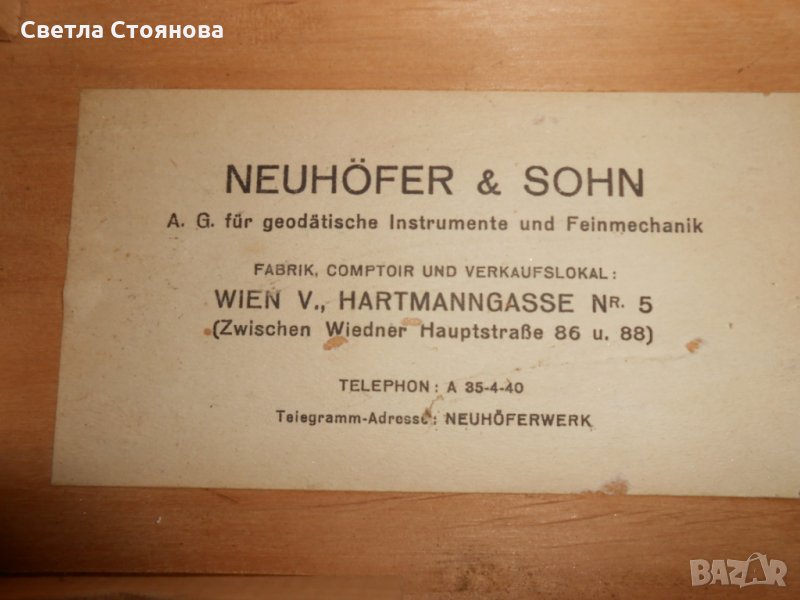 Светла Стоянова
NEUHÖFER & SOHN
A. G. für geodätische Instrumente und Feinmechanik
FABRIK, COMPTOIR UND VERKAUFSLOKAL:
WIEN V., HARTMANNGASSE NR. 5
(Zwischen Wiedner Hauptstraße 86 u. 88)
TELEPHON: A 35-4-40
Telegramm-Adresse: NEUHÖFERWERK
BAZAR